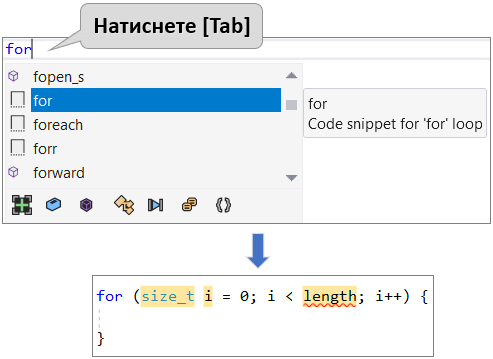 Натиснете [Tab]
for
fopen_s
for
foreach
forr
forward
for
Code snippet for 'for' loop
for (size_t i = 0; i < length; i++) {
}